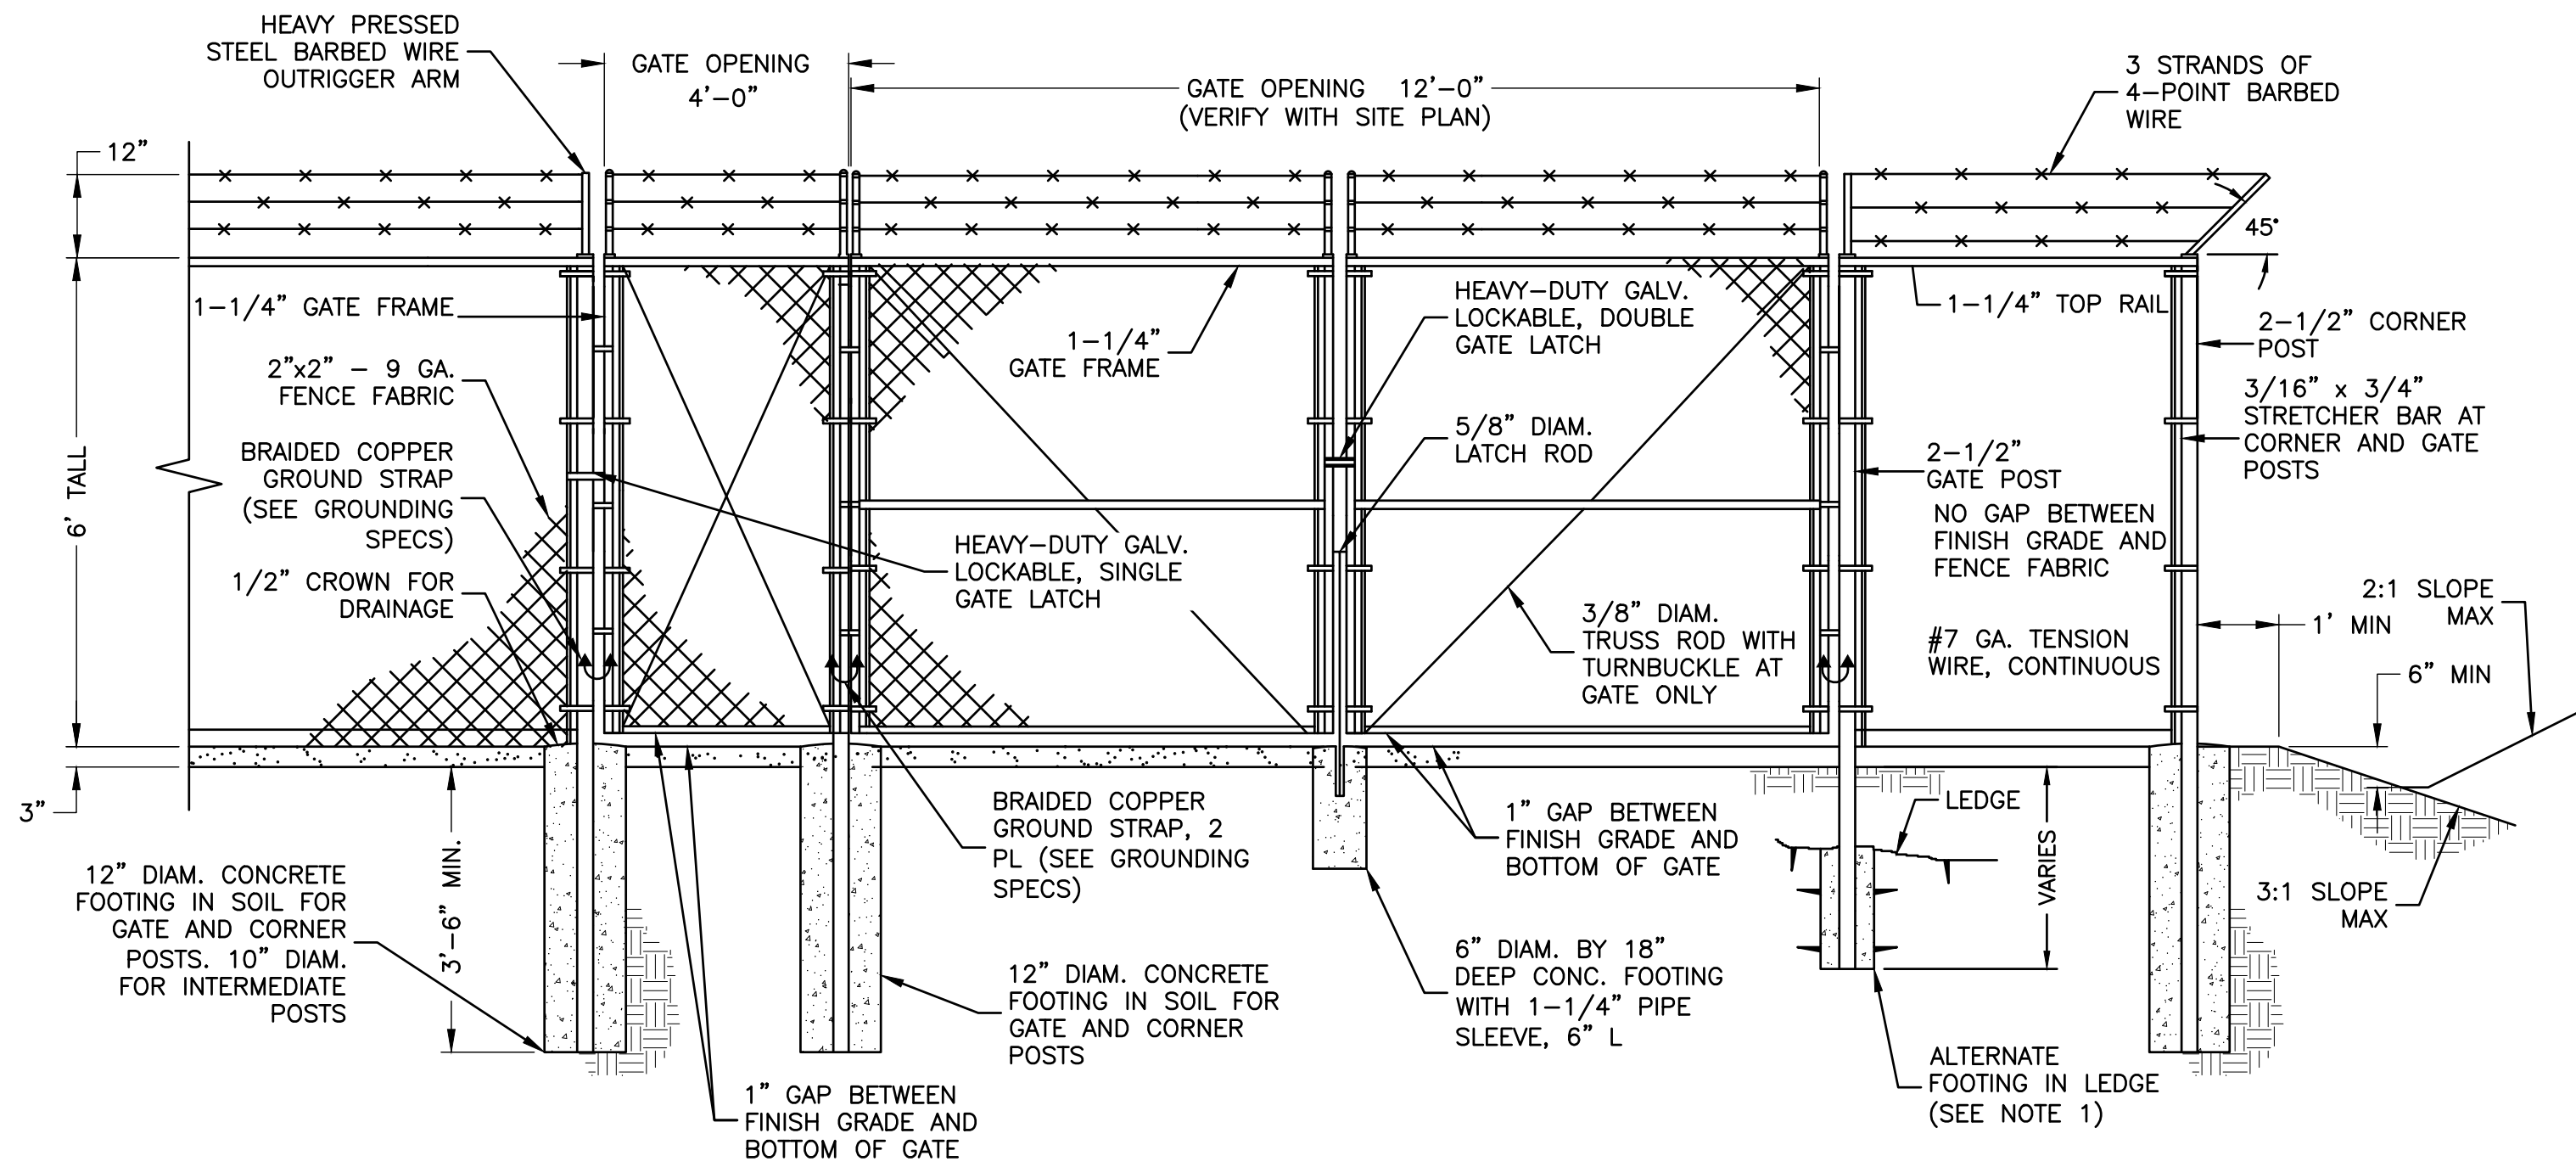 HEAVY PRESSED
STEEL BARBED WIRE
OUTRIGGER ARM
GATE OPENING
4'-0"
GATE OPENING 12'-0"
(VERIFY WITH SITE PLAN)
3 STRANDS OF
4-POINT BARBED
WIRE
12"
45°
1-1/4" GATE FRAME
1-1/4"
GATE FRAME
HEAVY-DUTY GALV.
LOCKABLE, DOUBLE
GATE LATCH
1-1/4" TOP RAIL
2-1/2" CORNER
POST
2"x2" - 9 GA.
FENCE FABRIC
3/16" x 3/4"
STRETCHER BAR AT
CORNER AND GATE
POSTS
5/8" DIAM.
LATCH ROD
2-1/2"
GATE POST
6' TALL
BRAIDED COPPER
GROUND STRAP
(SEE GROUNDING
SPECS)
NO GAP BETWEEN
FINISH GRADE AND
FENCE FABRIC
HEAVY-DUTY GALV.
LOCKABLE, SINGLE
GATE LATCH
1/2" CROWN FOR
DRAINAGE
3/8" DIAM.
TRUSS ROD WITH
TURNBUCKLE AT
GATE ONLY
#7 GA. TENSION
WIRE, CONTINUOUS
2:1 SLOPE
MAX
1' MIN
6" MIN
3"
BRAIDED COPPER
GROUND STRAP, 2
PL (SEE GROUNDING
SPECS)
1" GAP BETWEEN
FINISH GRADE AND
BOTTOM OF GATE
LEDGE
VARIES
3:1 SLOPE
MAX
12" DIAM. CONCRETE
FOOTING IN SOIL FOR
GATE AND CORNER
POSTS. 10" DIAM.
FOR INTERMEDIATE
POSTS
3'-6" MIN.
12" DIAM. CONCRETE
FOOTING IN SOIL FOR
GATE AND CORNER
POSTS
6" DIAM. BY 18"
DEEP CONC. FOOTING
WITH 1-1/4" PIPE
SLEEVE, 6" L
ALTERNATE
FOOTING IN LEDGE
(SEE NOTE 1)
1" GAP BETWEEN
FINISH GRADE AND
BOTTOM OF GATE